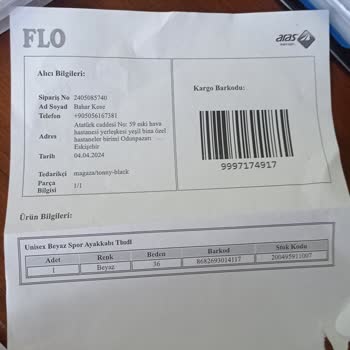 FLO
aras
Alıcı Bilgileri:
Sipariş No 2405085740
Ad Soyad Bahar Kose
Telefon +905056167381
Adres Atatürk caddesi No: 59 eski hava
hastanesi yerleşkesi yeşil bina özel
hastaneler birimi Odunpazarı
Eskişehir
Tarih 04.04.2024
Tedarikçi magaza/tonny-black
Parça Bilgisi 1/1
Kargo Barkodu:
9997174917
Ürün Bilgileri:
Unisex Beyaz Spor Ayakkabı Thedi
Adet Renk Beden Barkod Stok Kodu
1 Beyaz 36 8682693014117 200495911007